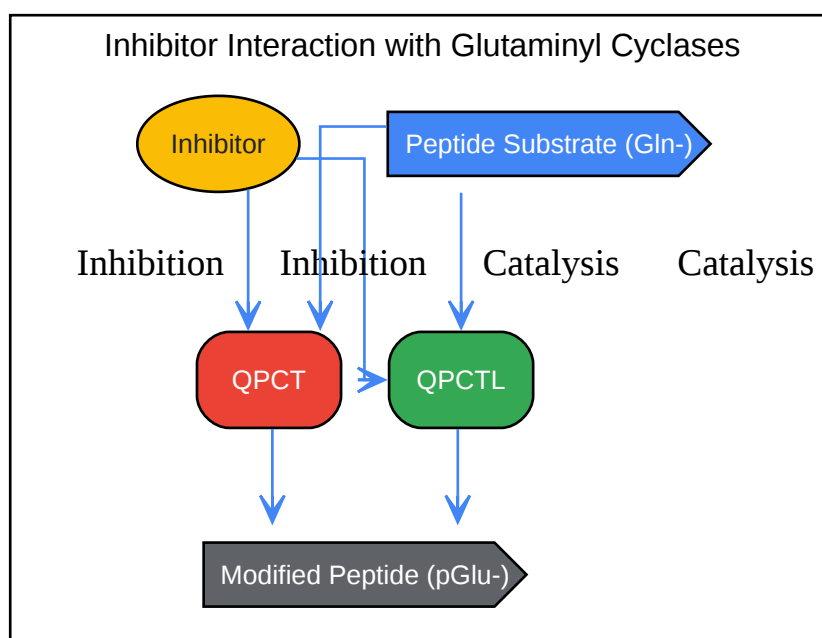 Inhibitor Interaction with Glutaminyl Cyclases
Inhibitor
Peptide Substrate (Gln-)
Inhibition
Inhibition
Catalysis
Catalysis
QPCT
QPCTL
Modified Peptide (pGlu-)